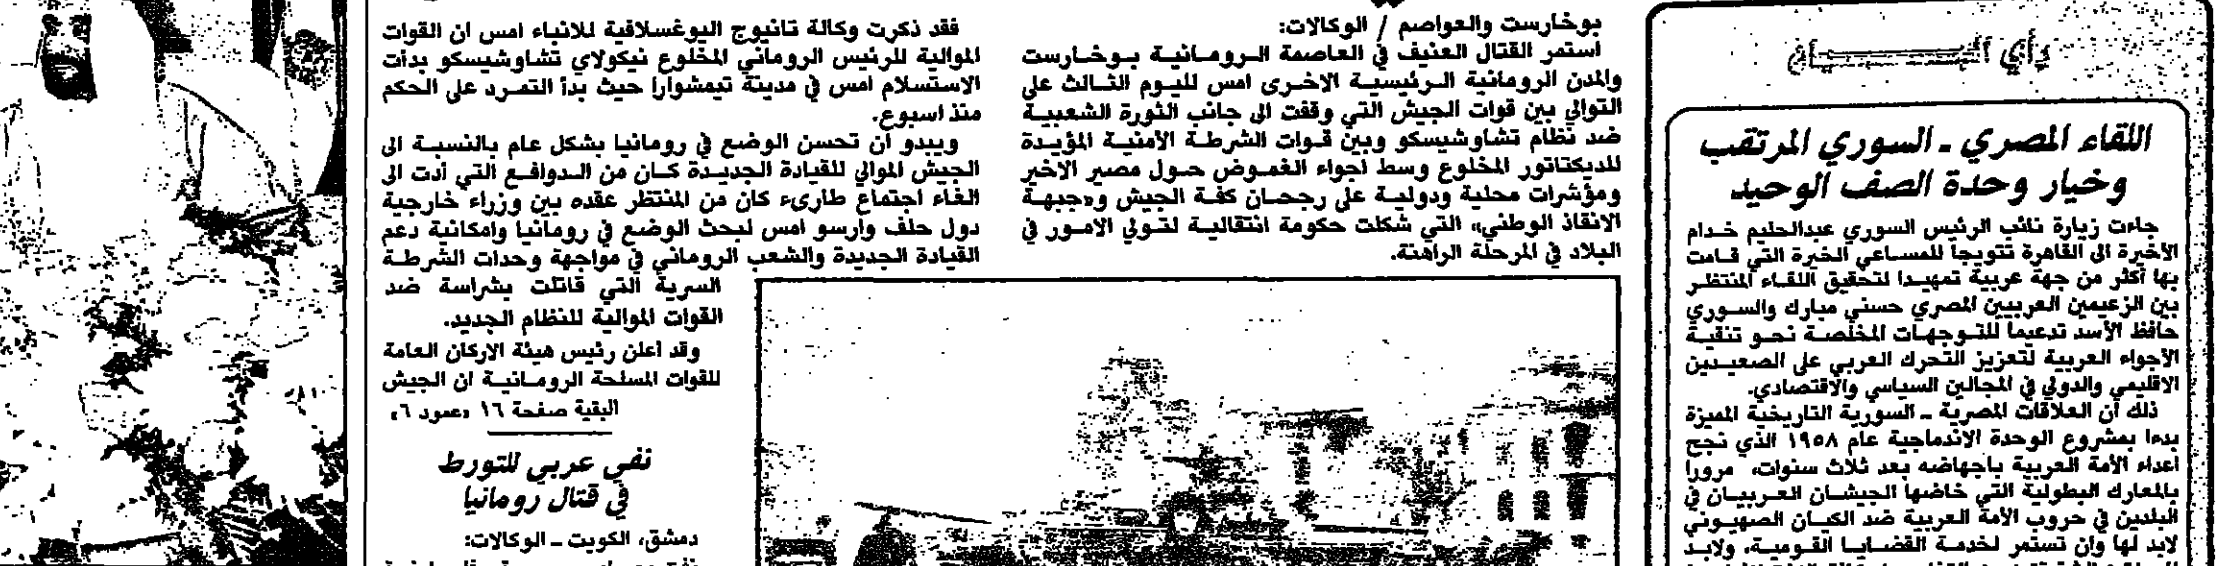 رأي البيان
اللقاء المصري ـ السوري المرتقب
وخيار وحدة الصف الوحيد
جاءت زيارة نائب الرئيس السوري عبدالحليم خدام
الأخيرة الى القاهرة تتويجاً للمساعي الخيرة التي قامت
بها أكثر من جهة عربية تمهيدا لتحقيق اللقاء المنتظر
بين الزعيمين العربيين المصري حسني مبارك والسوري
حافظ الأسد تدعيماً للتوجهات المخلصة نحو تنقية
الأجواء العربية لتعزيز التحرك العربي على الصعيدين
الاقليمي والدولي في المجالين السياسي والاقتصادي.
ذلك أن العلاقات المصرية ـ السورية التاريخية المميزة
بدءا بمشروع الوحدة الاندماجية عام ١٩٥٨ الذي نجح
اعداء الأمة العربية باجهاضه بعد ثلاث سنوات، مرورا
بالمعارك البطولية التي خاضها الجيشان العربيان في
البلدين في حروب الأمة العربية ضد الكيان الصهيوني
لابد لها وان تستمر لخدمة القضايا القومية، ولابد
بوخارست والعواصم / الوكالات:
استمر القتال العنيف في العاصمة الرومانية بوخارست
والمدن الرومانية الرئيسية الاخرى امس لليوم الثالث على
التوالي بين قوات الجيش التي وقفت الى جانب الثورة الشعبية
ضد نظام تشاوشيسكو وبين قوات الشرطة الأمنية المؤيدة
للديكتاتور المخلوع وسط أجواء الغموض حول مصير الاخير
ومؤشرات محلية ودولية على رجحان كفة الجيش و«جبهة
الانقاذ الوطني» التي شكلت حكومة انتقالية لتولي الامور في
البلاد في المرحلة الراهنة.
فقد ذكرت وكالة تانيوج اليوغسلافية للانباء امس ان القوات
الموالية للرئيس الروماني المخلوع نيكولاي تشاوشيسكو بدأت
الاستسلام امس في مدينة تيمشوارا حيث بدأ التمرد على الحكم
منذ اسبوع.
ويبدو أن تحسن الوضع في رومانيا بشكل عام بالنسبة الى
الجيش الموالي للقيادة الجديدة كان من الدوافع التي أدت الى
الغاء اجتماع طارىء كان من المنتظر عقده بين وزراء خارجية
دول حلف وارسو امس لبحث الوضع في رومانيا وامكانية دعم
القيادة الجديدة والشعب الروماني في مواجهة وحدات الشرطة
السرية التي قاتلت بشراسة ضد
القوات الموالية للنظام الجديد.
وقد أعلن رئيس هيئة الاركان العامة
للقوات المسلحة الرومانية ان الجيش
البقية صفحة ١٦ «عمود ٦»
نفي عربي للتورط
في قتال رومانيا
دمشق، الكويت ـ الوكالات: